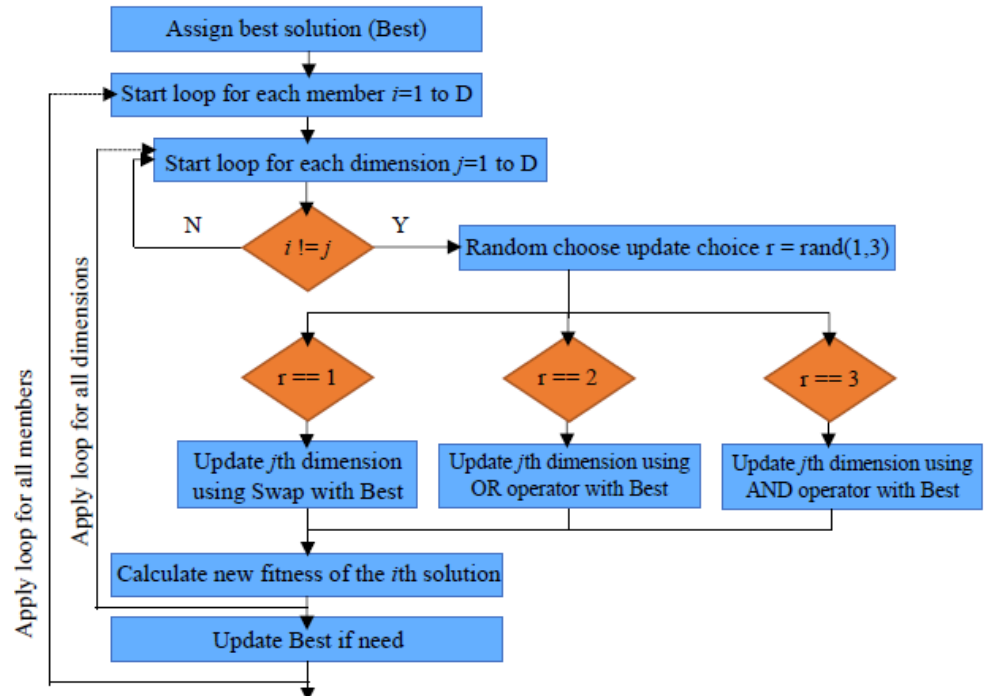 Assign best solution (Best)
Start loop for each member i=1 to D
Start loop for each dimension j=1 to D
N
Y
i != j
Random choose update choice r = rand(1,3)
r == 1
r == 2
r == 3
Update jth dimension
using Swap with Best
Update jth dimension using
OR operator with Best
Update jth dimension using
AND operator with Best
Calculate new fitness of the ith solution
Update Best if need
Apply loop for all members
Apply loop for all dimensions